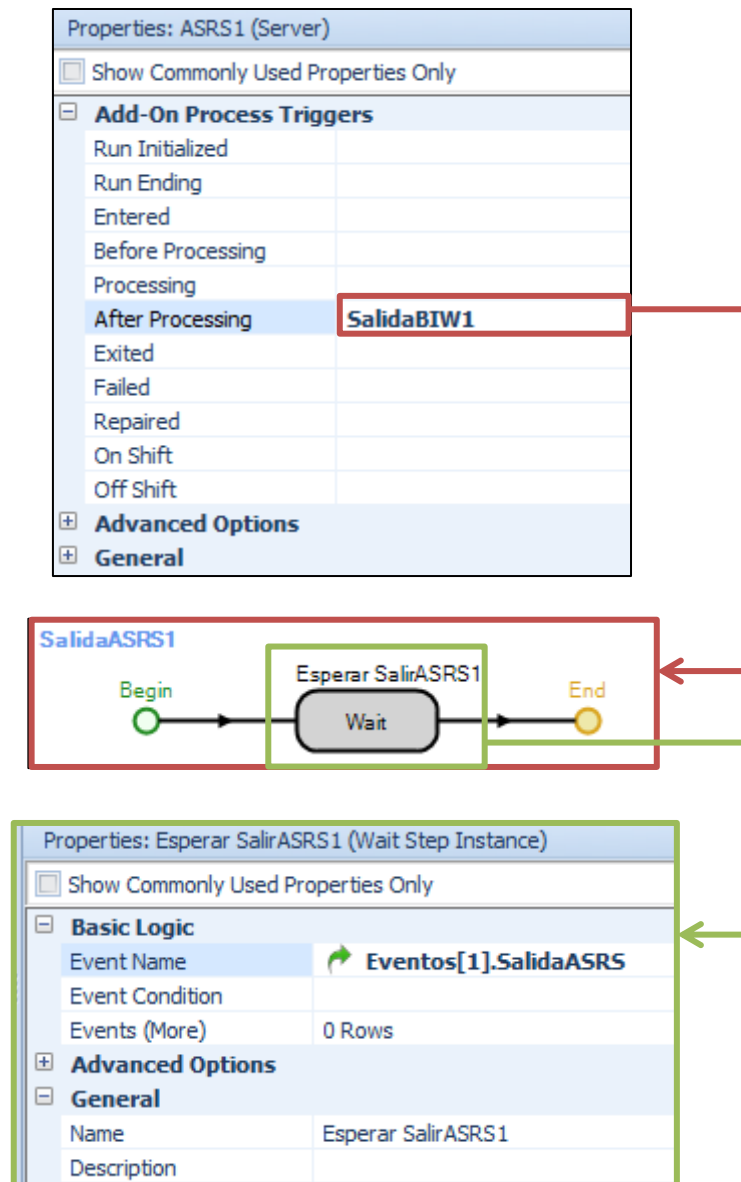 Properties: ASRS1 (Server)
Show Commonly Used Properties Only
Add-On Process Triggers
Run Initialized
Run Ending
Entered
Before Processing
Processing
After Processing SalidaBIW1
Exited
Failed
Repaired
On Shift
Off Shift
Advanced Options
General
SalidaASRS1
Esperar SalirASRS1
Begin End
Wait
Properties: Esperar SalirASRS1 (Wait Step Instance)
Show Commonly Used Properties Only
Basic Logic
Event Name Eventos[1].SalidaASRS
Event Condition
Events (More) 0 Rows
Advanced Options
General
Name Esperar SalirASRS1
Description